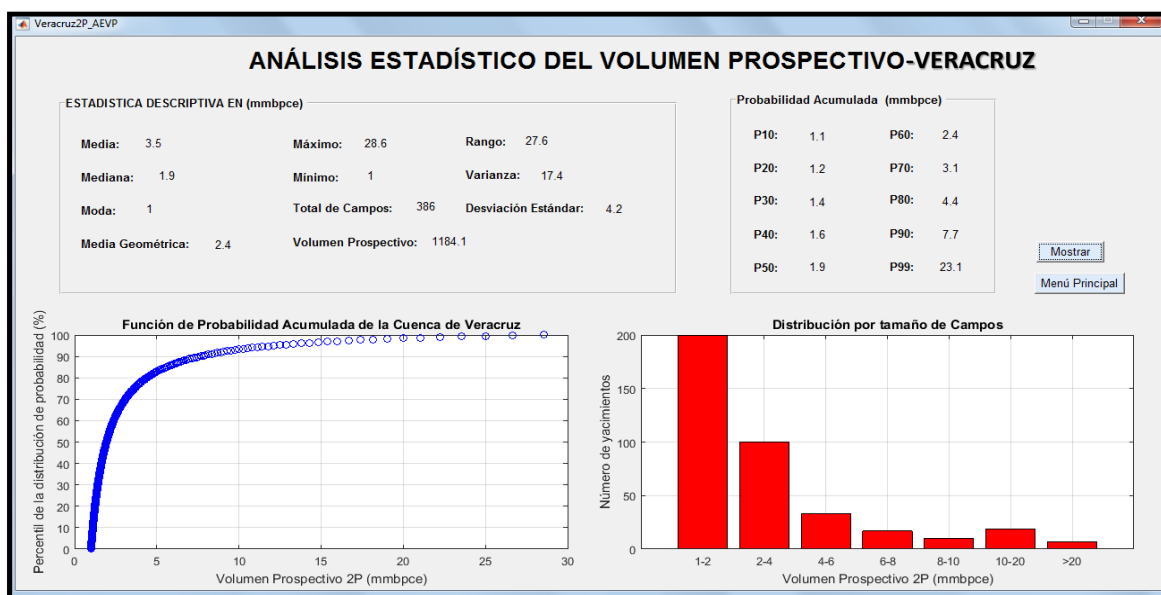 Veracruz2P_AEVP
ANÁLISIS ESTADÍSTICO DEL VOLUMEN PROSPECTIVO-VERACRUZ
ESTADISTICA DESCRIPTIVA EN (mmbpce)
Media: 3.5 Máximo: 28.6 Rango: 27.6
Mediana: 1.9 Mínimo: 1 Varianza: 17.4
Moda: 1 Total de Campos: 386 Desviación Estándar: 4.2
Media Geométrica: 2.4 Volumen Prospectivo: 1184.1
Probabilidad Acumulada (mmbpce)
P10: 1.1 P60: 2.4
P20: 1.2 P70: 3.1
P30: 1.4 P80: 4.4
P40: 1.6 P90: 7.7
P50: 1.9 P99: 23.1
Mostrar
Menú Principal
Función de Probabilidad Acumulada de la Cuenca de Veracruz
Percentil de la distribución de probabilidad (%)
100
90
80
70
60
50
40
30
20
10
0
0 5 10 15 20 25 30
Volumen Prospectivo 2P (mmbpce)
Distribución por tamaño de Campos
Número de yacimientos
200
150
100
50
0
1-2 2-4 4-6 6-8 8-10 10-20 >20
Volumen Prospectivo 2P (mmbpce)